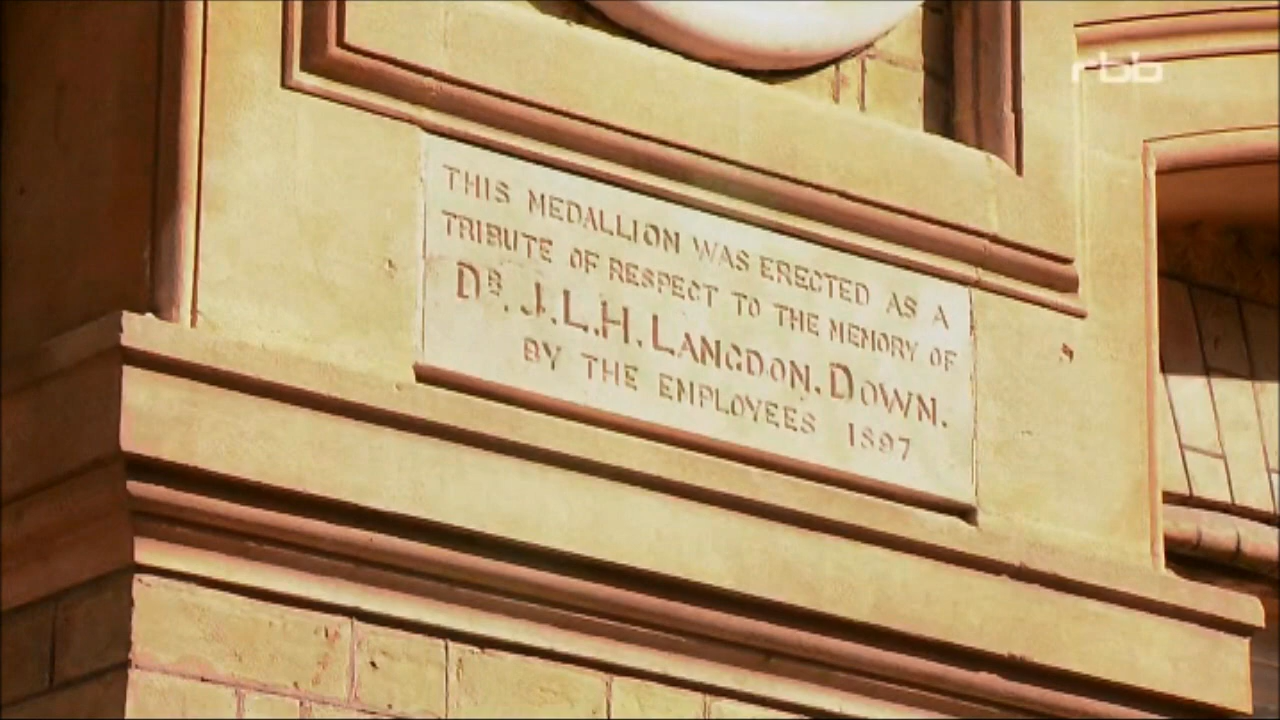 rbb
THIS MEDALLION WAS ERECTED AS A
TRIBUTE OF RESPECT TO THE MEMORY OF
DR. J.L.H. LANGDON. DOWN.
BY THE EMPLOYEES 1897